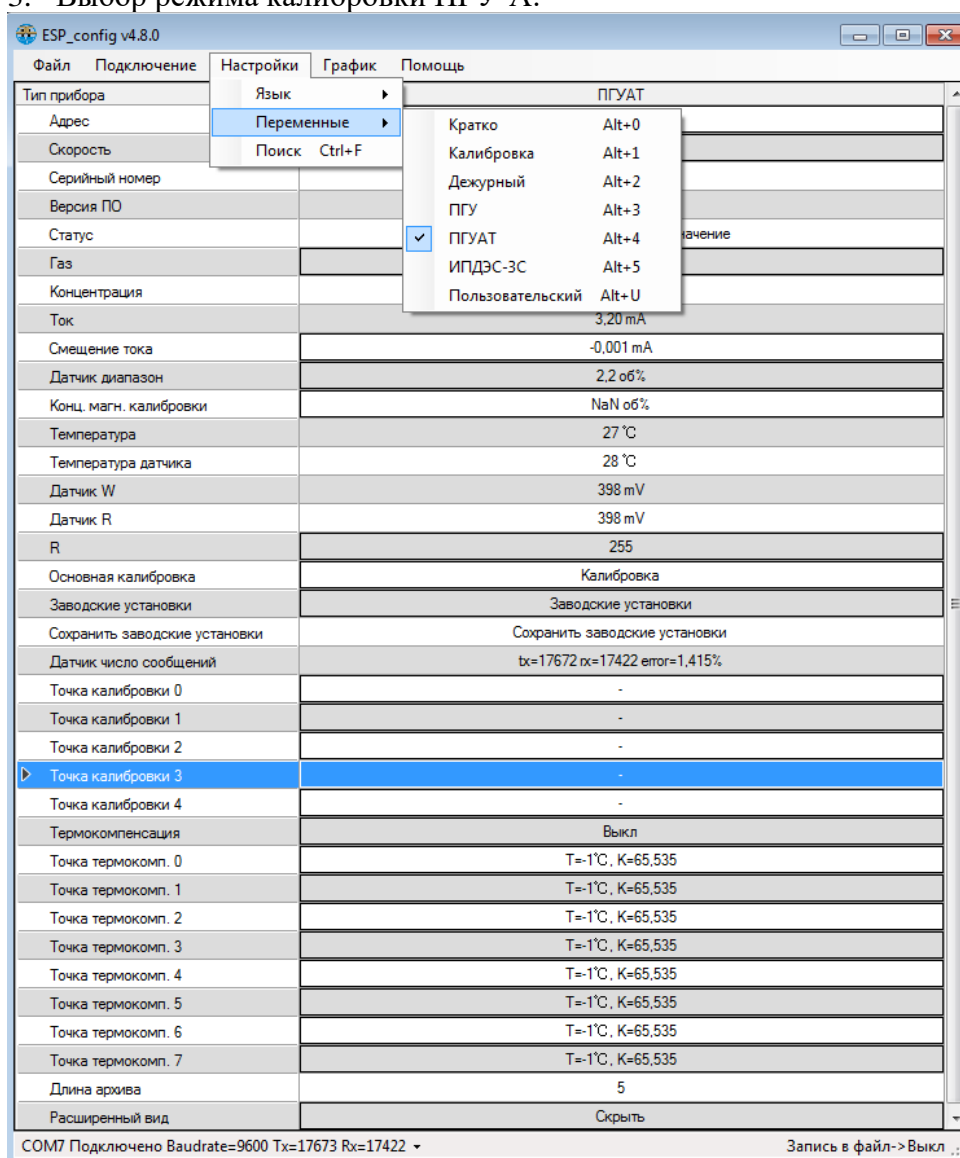 3. Выбор режима калибровки ПГУ-А:
ESP_config v4.8.0
Файл Подключение Настройки График Помощь
Язык
Переменные
Поиск Ctrl+F
Кратко Alt+0
Калибровка Alt+1
Дежурный Alt+2
ПГУ Alt+3
ПГУАТ Alt+4
ИПДЭС-3С Alt+5
Пользовательский Alt+U
Тип прибора ПГУАТ
Адрес
Скорость
Серийный номер
Версия ПО
Статус
Газ
Концентрация
Ток 3,20 mA
Смещение тока -0,001 mA
Датчик диапазон 2,2 об%
Конц. магн. калибровки NaN об%
Температура 27 °C
Температура датчика 28 °C
Датчик W 398 mV
Датчик R 398 mV
R 255
Основная калибровка Калибровка
Заводские установки Заводские установки
Сохранить заводские установки Сохранить заводские установки
Датчик число сообщений tx=17672 rx=17422 error=1,415%
Точка калибровки 0 -
Точка калибровки 1 -
Точка калибровки 2 -
Точка калибровки 3 -
Точка калибровки 4 -
Термокомпенсация Выкл
Точка термокомп. 0 T=-1°C, K=65,535
Точка термокомп. 1 T=-1°C, K=65,535
Точка термокомп. 2 T=-1°C, K=65,535
Точка термокомп. 3 T=-1°C, K=65,535
Точка термокомп. 4 T=-1°C, K=65,535
Точка термокомп. 5 T=-1°C, K=65,535
Точка термокомп. 6 T=-1°C, K=65,535
Точка термокомп. 7 T=-1°C, K=65,535
Длина архива 5
Расширенный вид Скрыть
COM7 Подключено Baudrate=9600 Tx=17673 Rx=17422 Запись в файл->Выкл